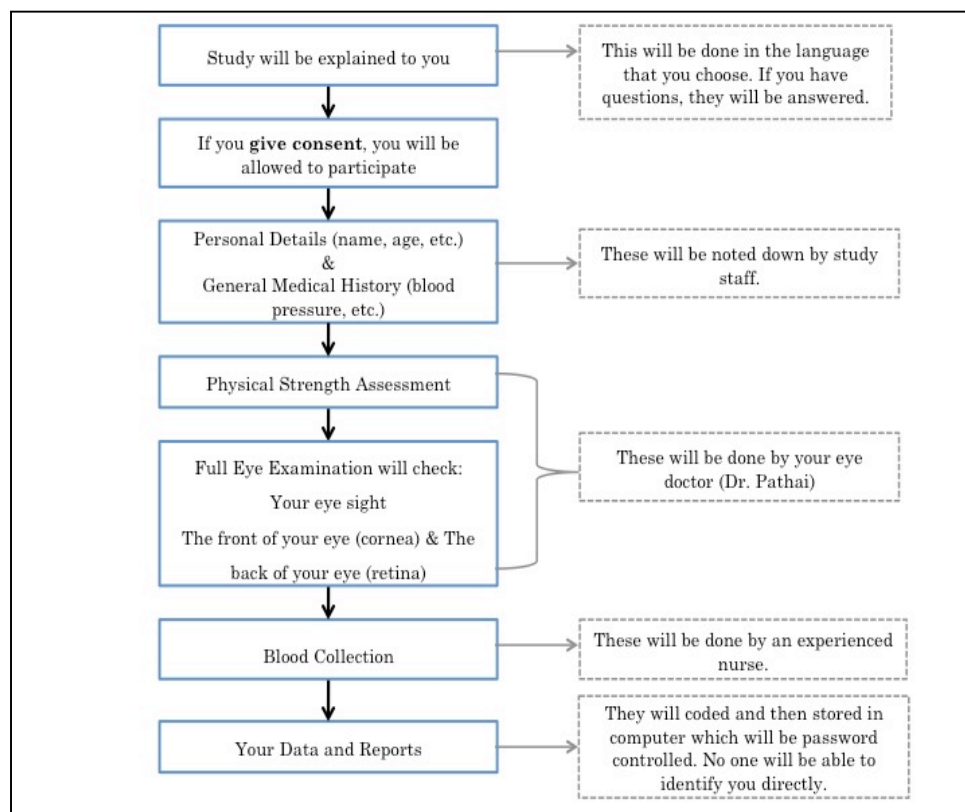 Study will be explained to you
This will be done in the language
that you choose. If you have
questions, they will be answered.
If you give consent, you will be
allowed to participate
Personal Details (name, age, etc.)
&
General Medical History (blood
pressure, etc.)
These will be noted down by study
staff.
Physical Strength Assessment
Full Eye Examination will check:
Your eye sight
The front of your eye (cornea) & The
back of your eye (retina)
These will be done by your eye
doctor (Dr. Pathai)
Blood Collection
These will be done by an experienced
nurse.
Your Data and Reports
They will coded and then stored in
computer which will be password
controlled. No one will be able to
identify you directly.